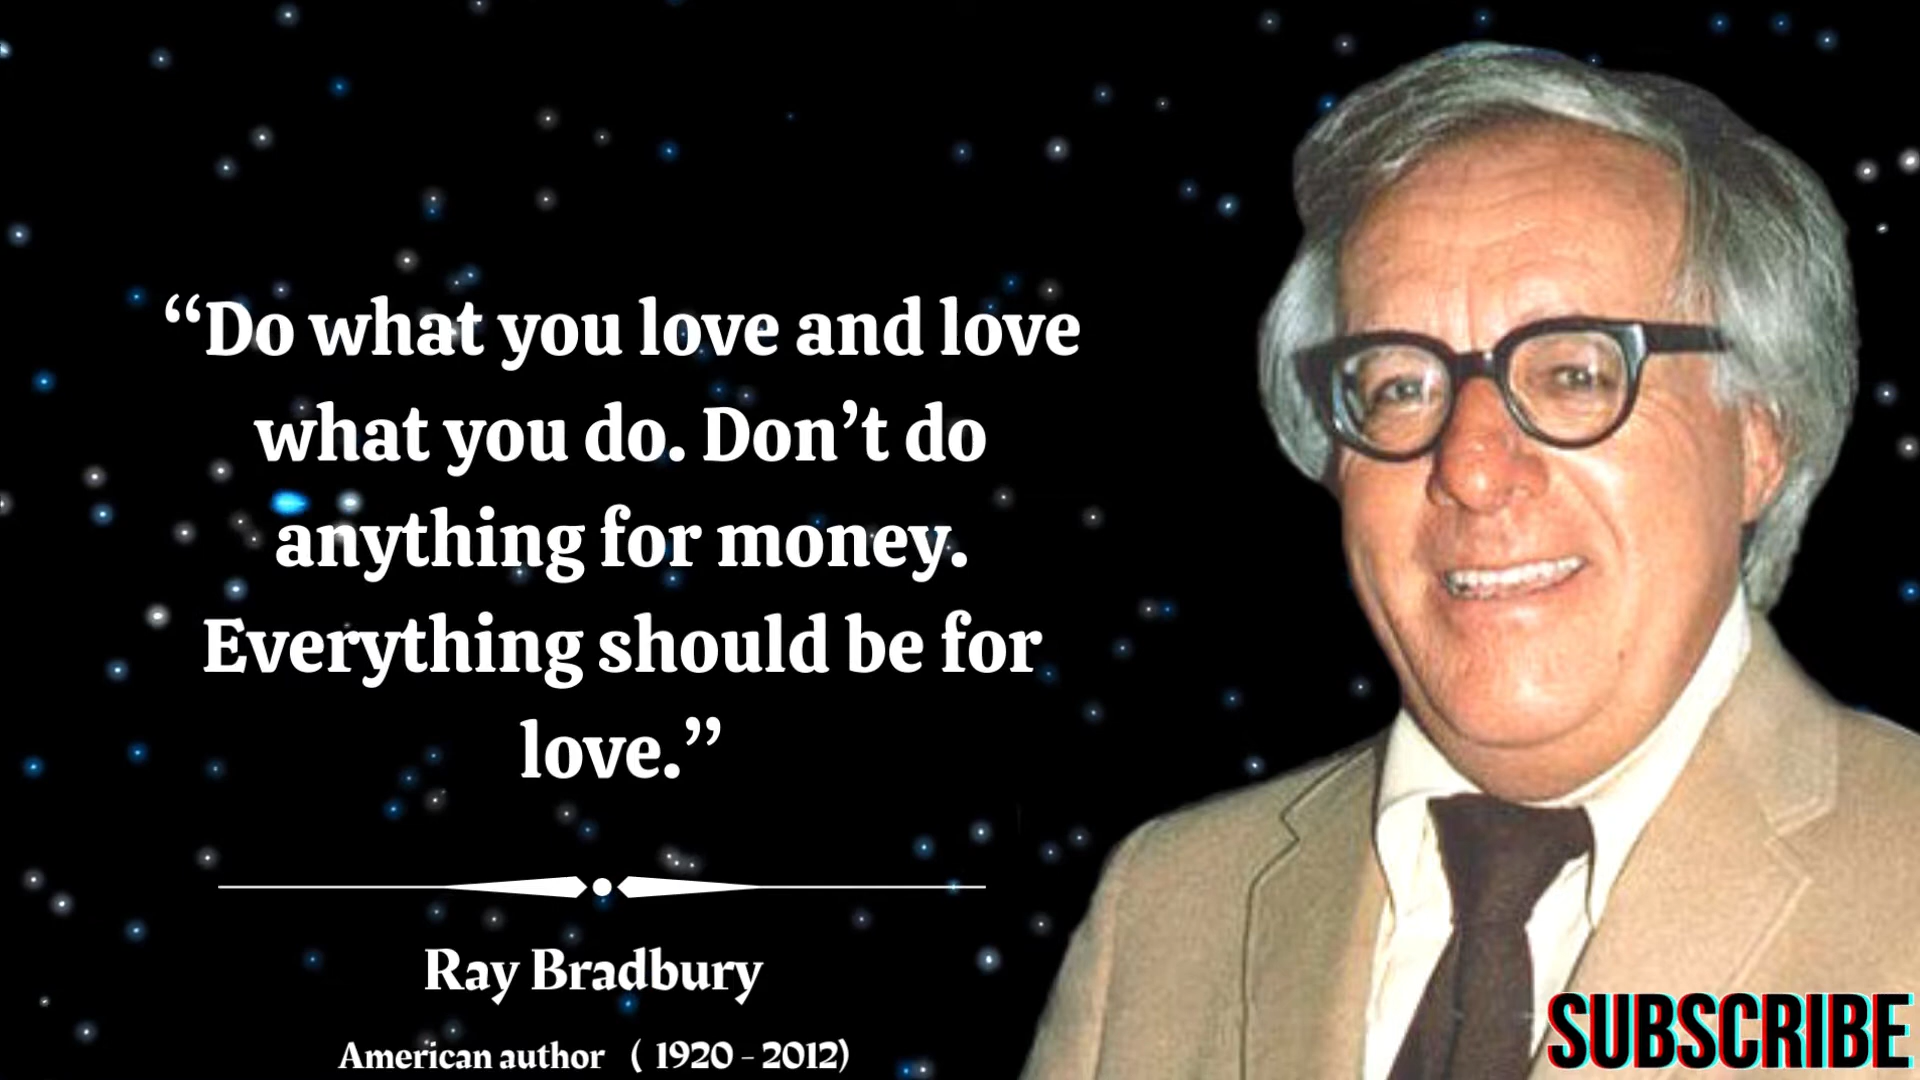 “Do what you love and love
what you do. Don’t do
anything for money.
Everything should be for
love.”
Ray Bradbury
American author ( 1920 - 2012)
SUBSCRIBE